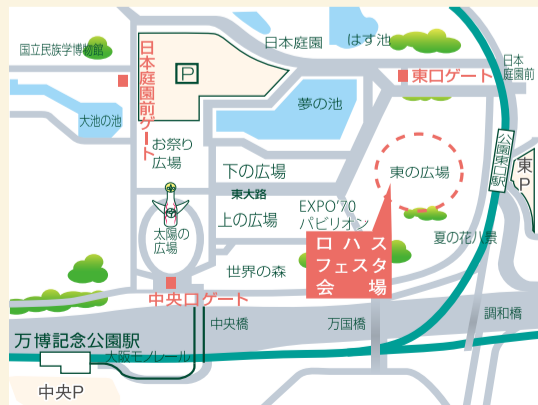 国立民族学博物館
日本庭園前ゲート
P
日本庭園
はす池
日本
庭園前
東口ゲート
大池の池
夢の池
お祭り
広場
下の広場
東の広場
公園東口駅
東
P
東大路
上の広場
EXPO'70
パビリオン
太陽の
広場
ロハス
フェスタ
会場
夏の花八景
世界の森
中央口ゲート
中央橋
万国橋
調和橋
万博記念公園駅
大阪モノレール
中央P